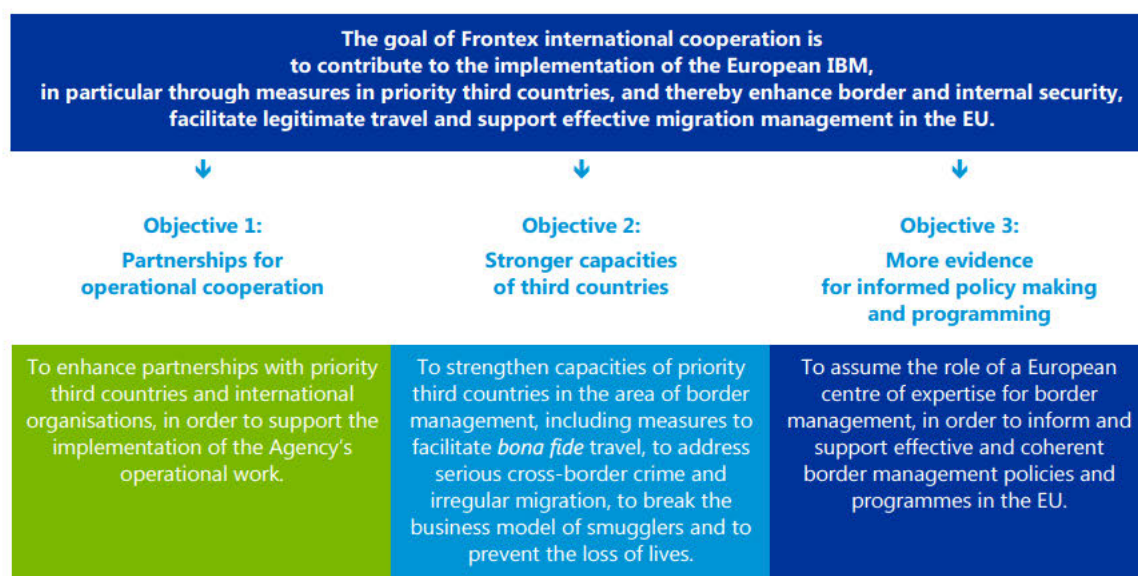 The goal of Frontex international cooperation is
to contribute to the implementation of the European IBM,
in particular through measures in priority third countries, and thereby enhance border and internal security,
facilitate legitimate travel and support effective migration management in the EU.
Objective 1:
Partnerships for
operational cooperation
To enhance partnerships with priority
third countries and international
organisations, in order to support the
implementation of the Agency's
operational work.
Objective 2:
Stronger capacities
of third countries
To strengthen capacities of priority
third countries in the area of border
management, including measures to
facilitate bona fide travel, to address
serious cross-border crime and
irregular migration, to break the
business model of smugglers and to
prevent the loss of lives.
Objective 3:
More evidence
for informed policy making
and programming
To assume the role of a European
centre of expertise for border
management, in order to inform and
support effective and coherent
border management policies and
programmes in the EU.